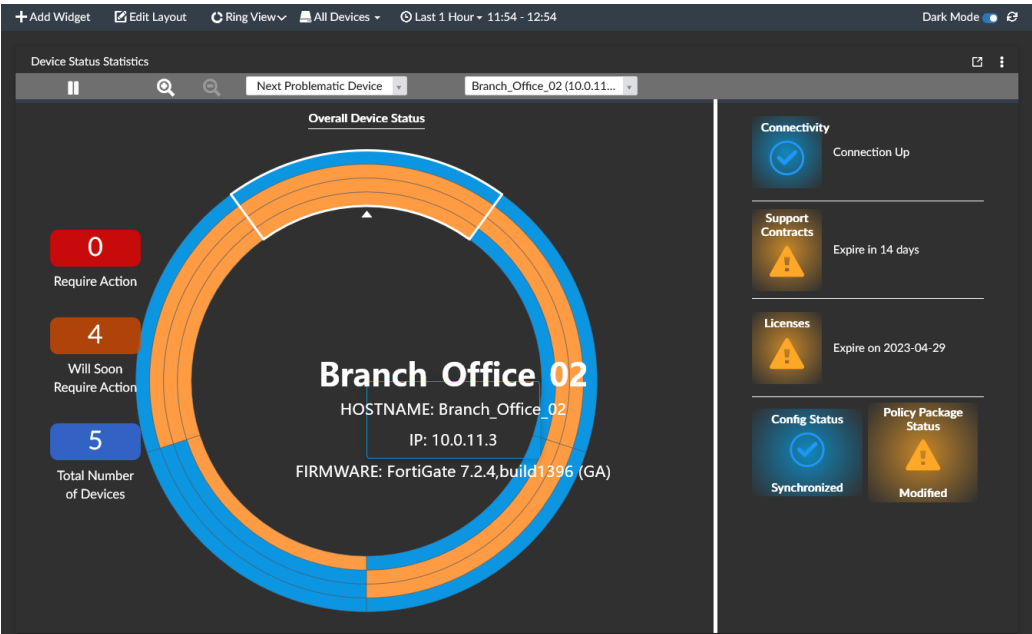 Add Widget Edit Layout Ring View All Devices Last 1 Hour 11:54 - 12:54 Dark Mode
Device Status Statistics
Next Problematic Device Branch_Office_02 (10.0.11...
Overall Device Status
0
Require Action
4
Will Soon
Require Action
5
Total Number
of Devices
Branch_Office_02
HOSTNAME: Branch_Office_02
IP: 10.0.11.3
FIRMWARE: FortiGate 7.2.4,build1396 (GA)
Connectivity
Connection Up
Support
Contracts
Expire in 14 days
Licenses
Expire on 2023-04-29
Config Status
Synchronized
Policy Package
Status
Modified